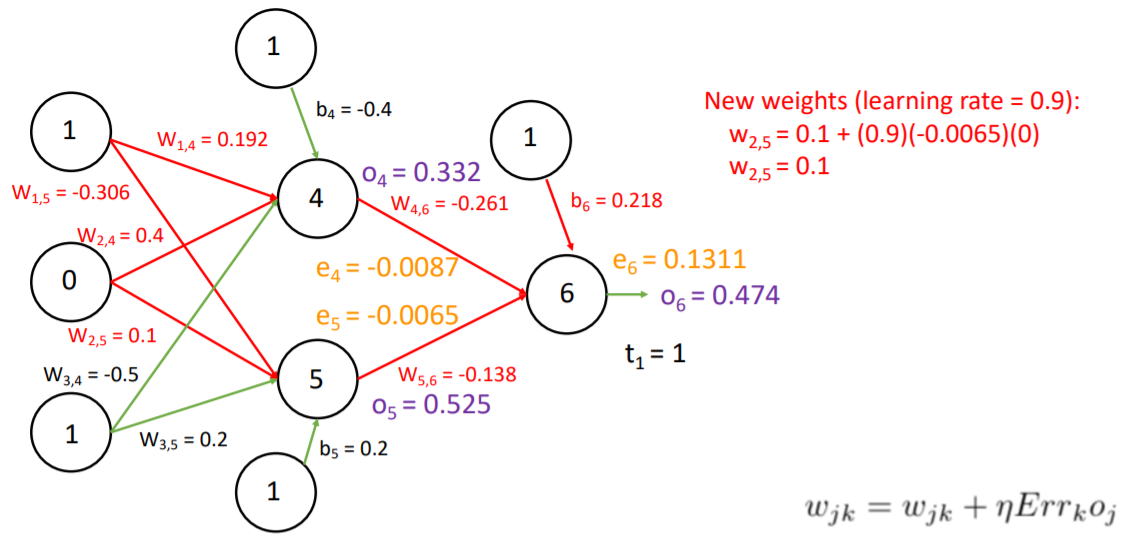 1
b₄ = -0.4
New weights (learning rate = 0.9):
w₂,₅ = 0.1 + (0.9)(-0.0065)(0)
w₂,₅ = 0.1
1
W₁,₄ = 0.192
1
o₄ = 0.332
W₁,₅ = -0.306
4
W₄,₆ = -0.261
b₆ = 0.218
W₂,₄ = 0.4
e₄ = -0.0087
e₆ = 0.1311
0
6
o₆ = 0.474
e₅ = -0.0065
W₂,₅ = 0.1
t₁ = 1
W₃,₄ = -0.5
5
W₅,₆ = -0.138
o₅ = 0.525
1
W₃,₅ = 0.2
b₅ = 0.2
1
wⱼₖ = wⱼₖ + ηErrₖoⱼ